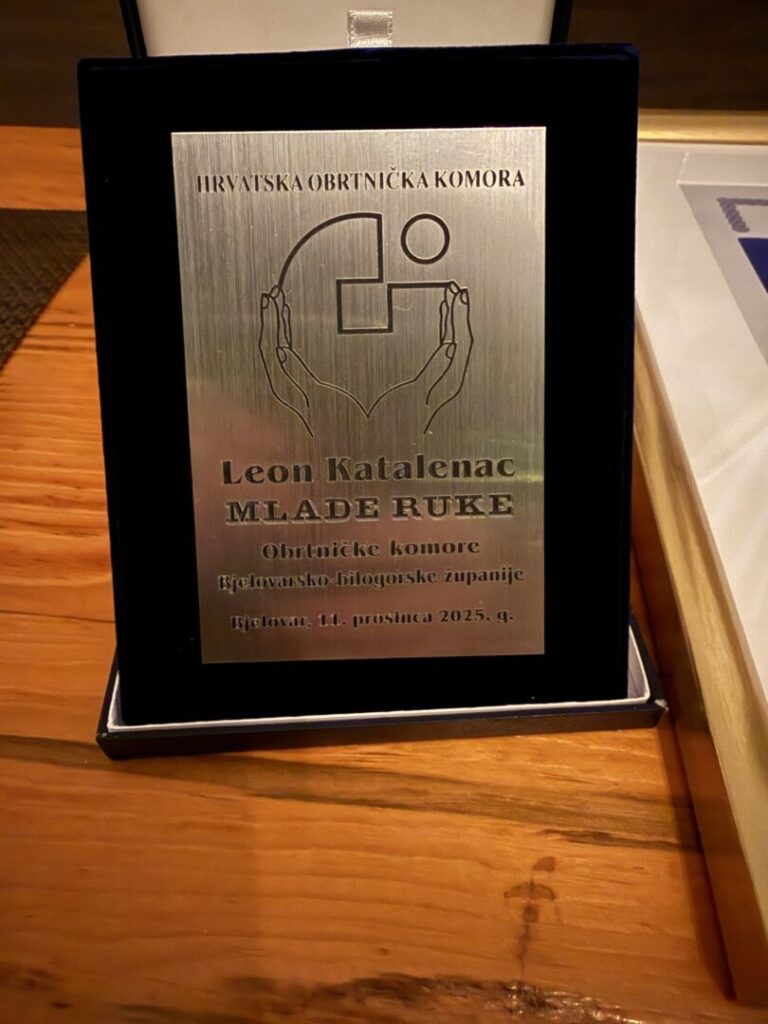 HRVATSKA OBRTNIČKA KOMORA
Leon Katalenac
MLADE RUKE
Obrtničke komore
Bjelovarsko-bilogorske županije
Bjelovar, 11. prosinca 2025. g.